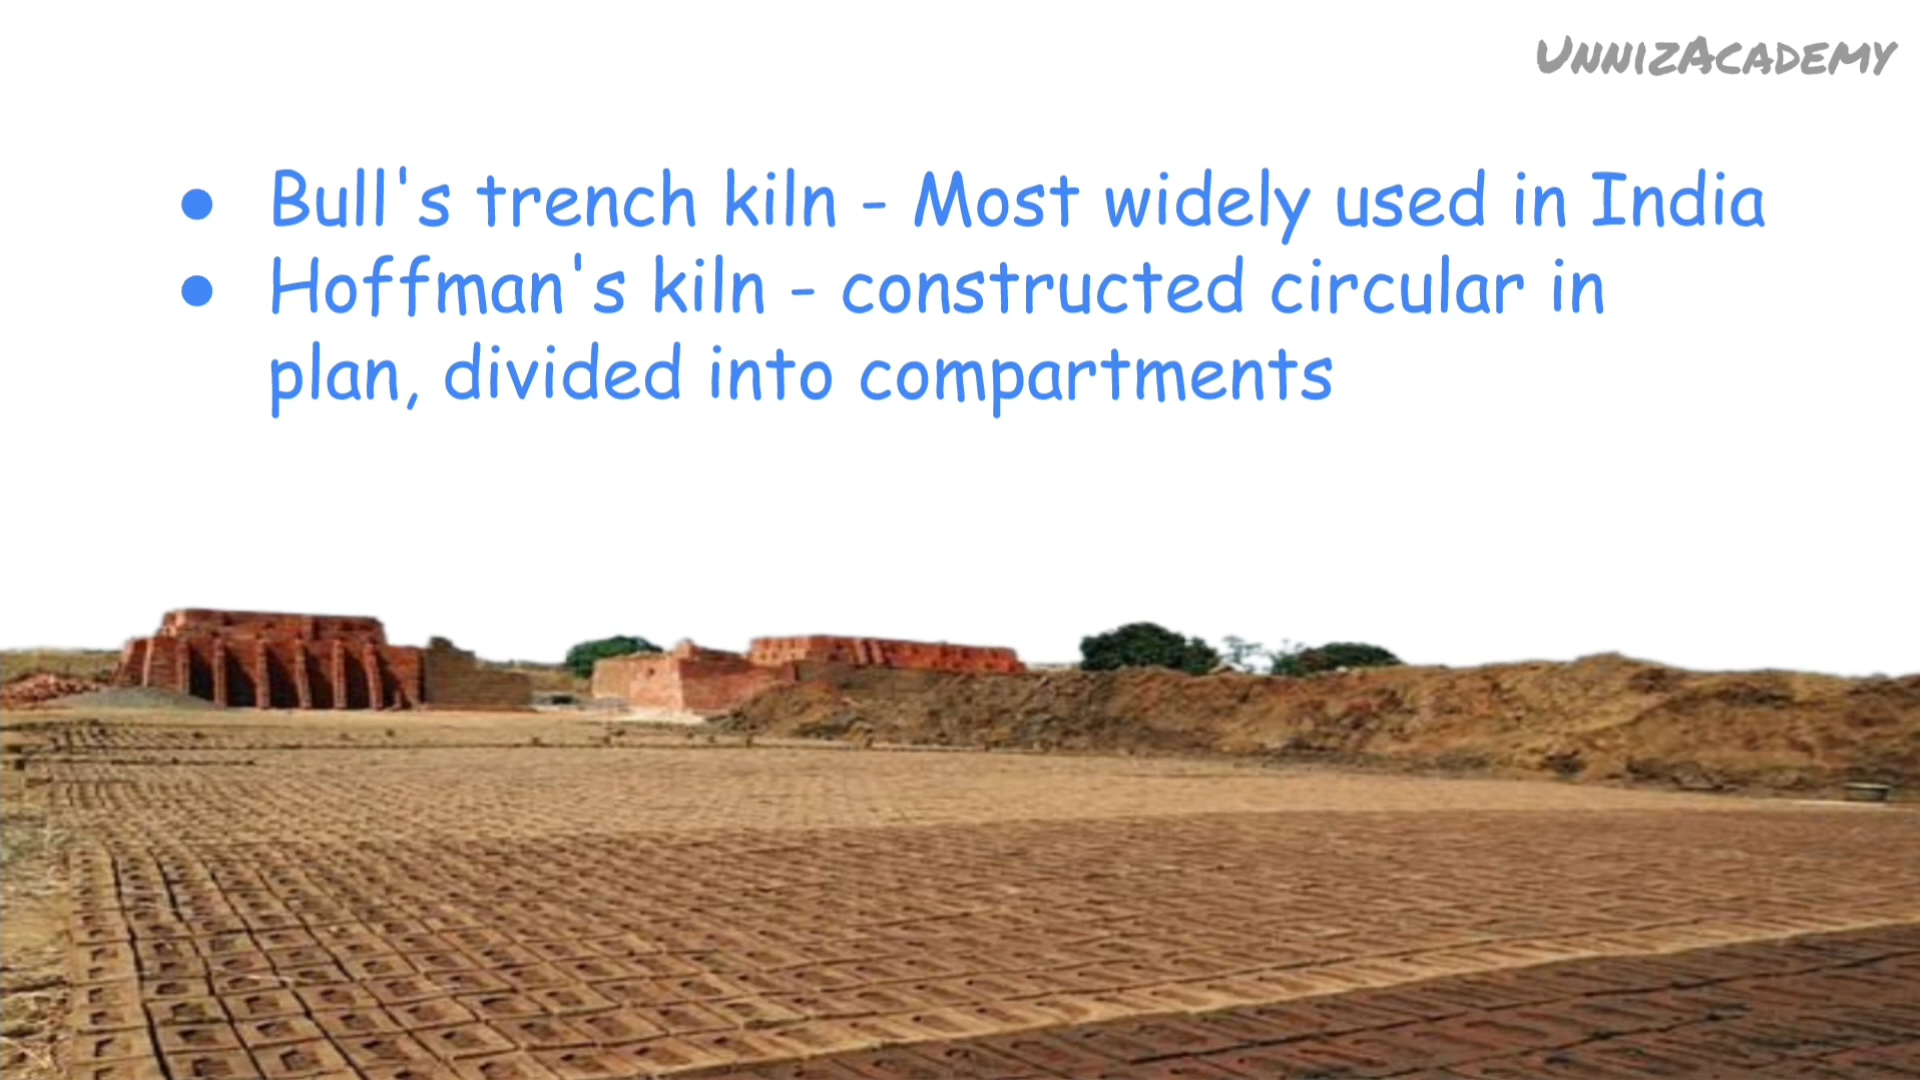 UnnizAcademy
● Bull's trench kiln - Most widely used in India
● Hoffman's kiln - constructed circular in
plan, divided into compartments